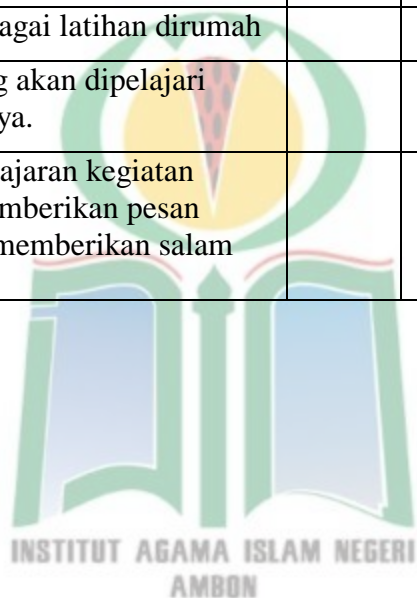 agai latihan dirumah
g akan dipelajari
ya.
ajaran kegiatan
mberikan pesan
memberikan salam
INSTITUT AGAMA ISLAM NEGERI
AMBON